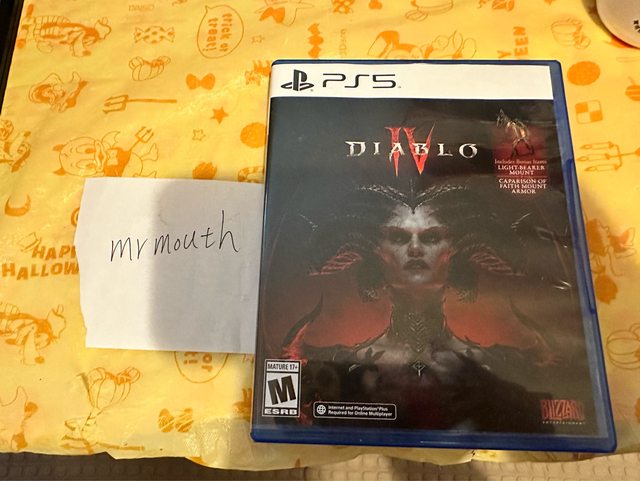 trick or treat!
PS5
DIABLO
IV
Includes Bonus Items
LIGHT-BEARER
MOUNT
CAPARISON OF
FAITH MOUNT
ARMOR
mrmouth
HAPPY
HALLOW
MATURE 17+
M
ESRB
Internet and PlayStation Plus
Required for Online Multiplayer
BLIZZARD
ENTERTAINMENT